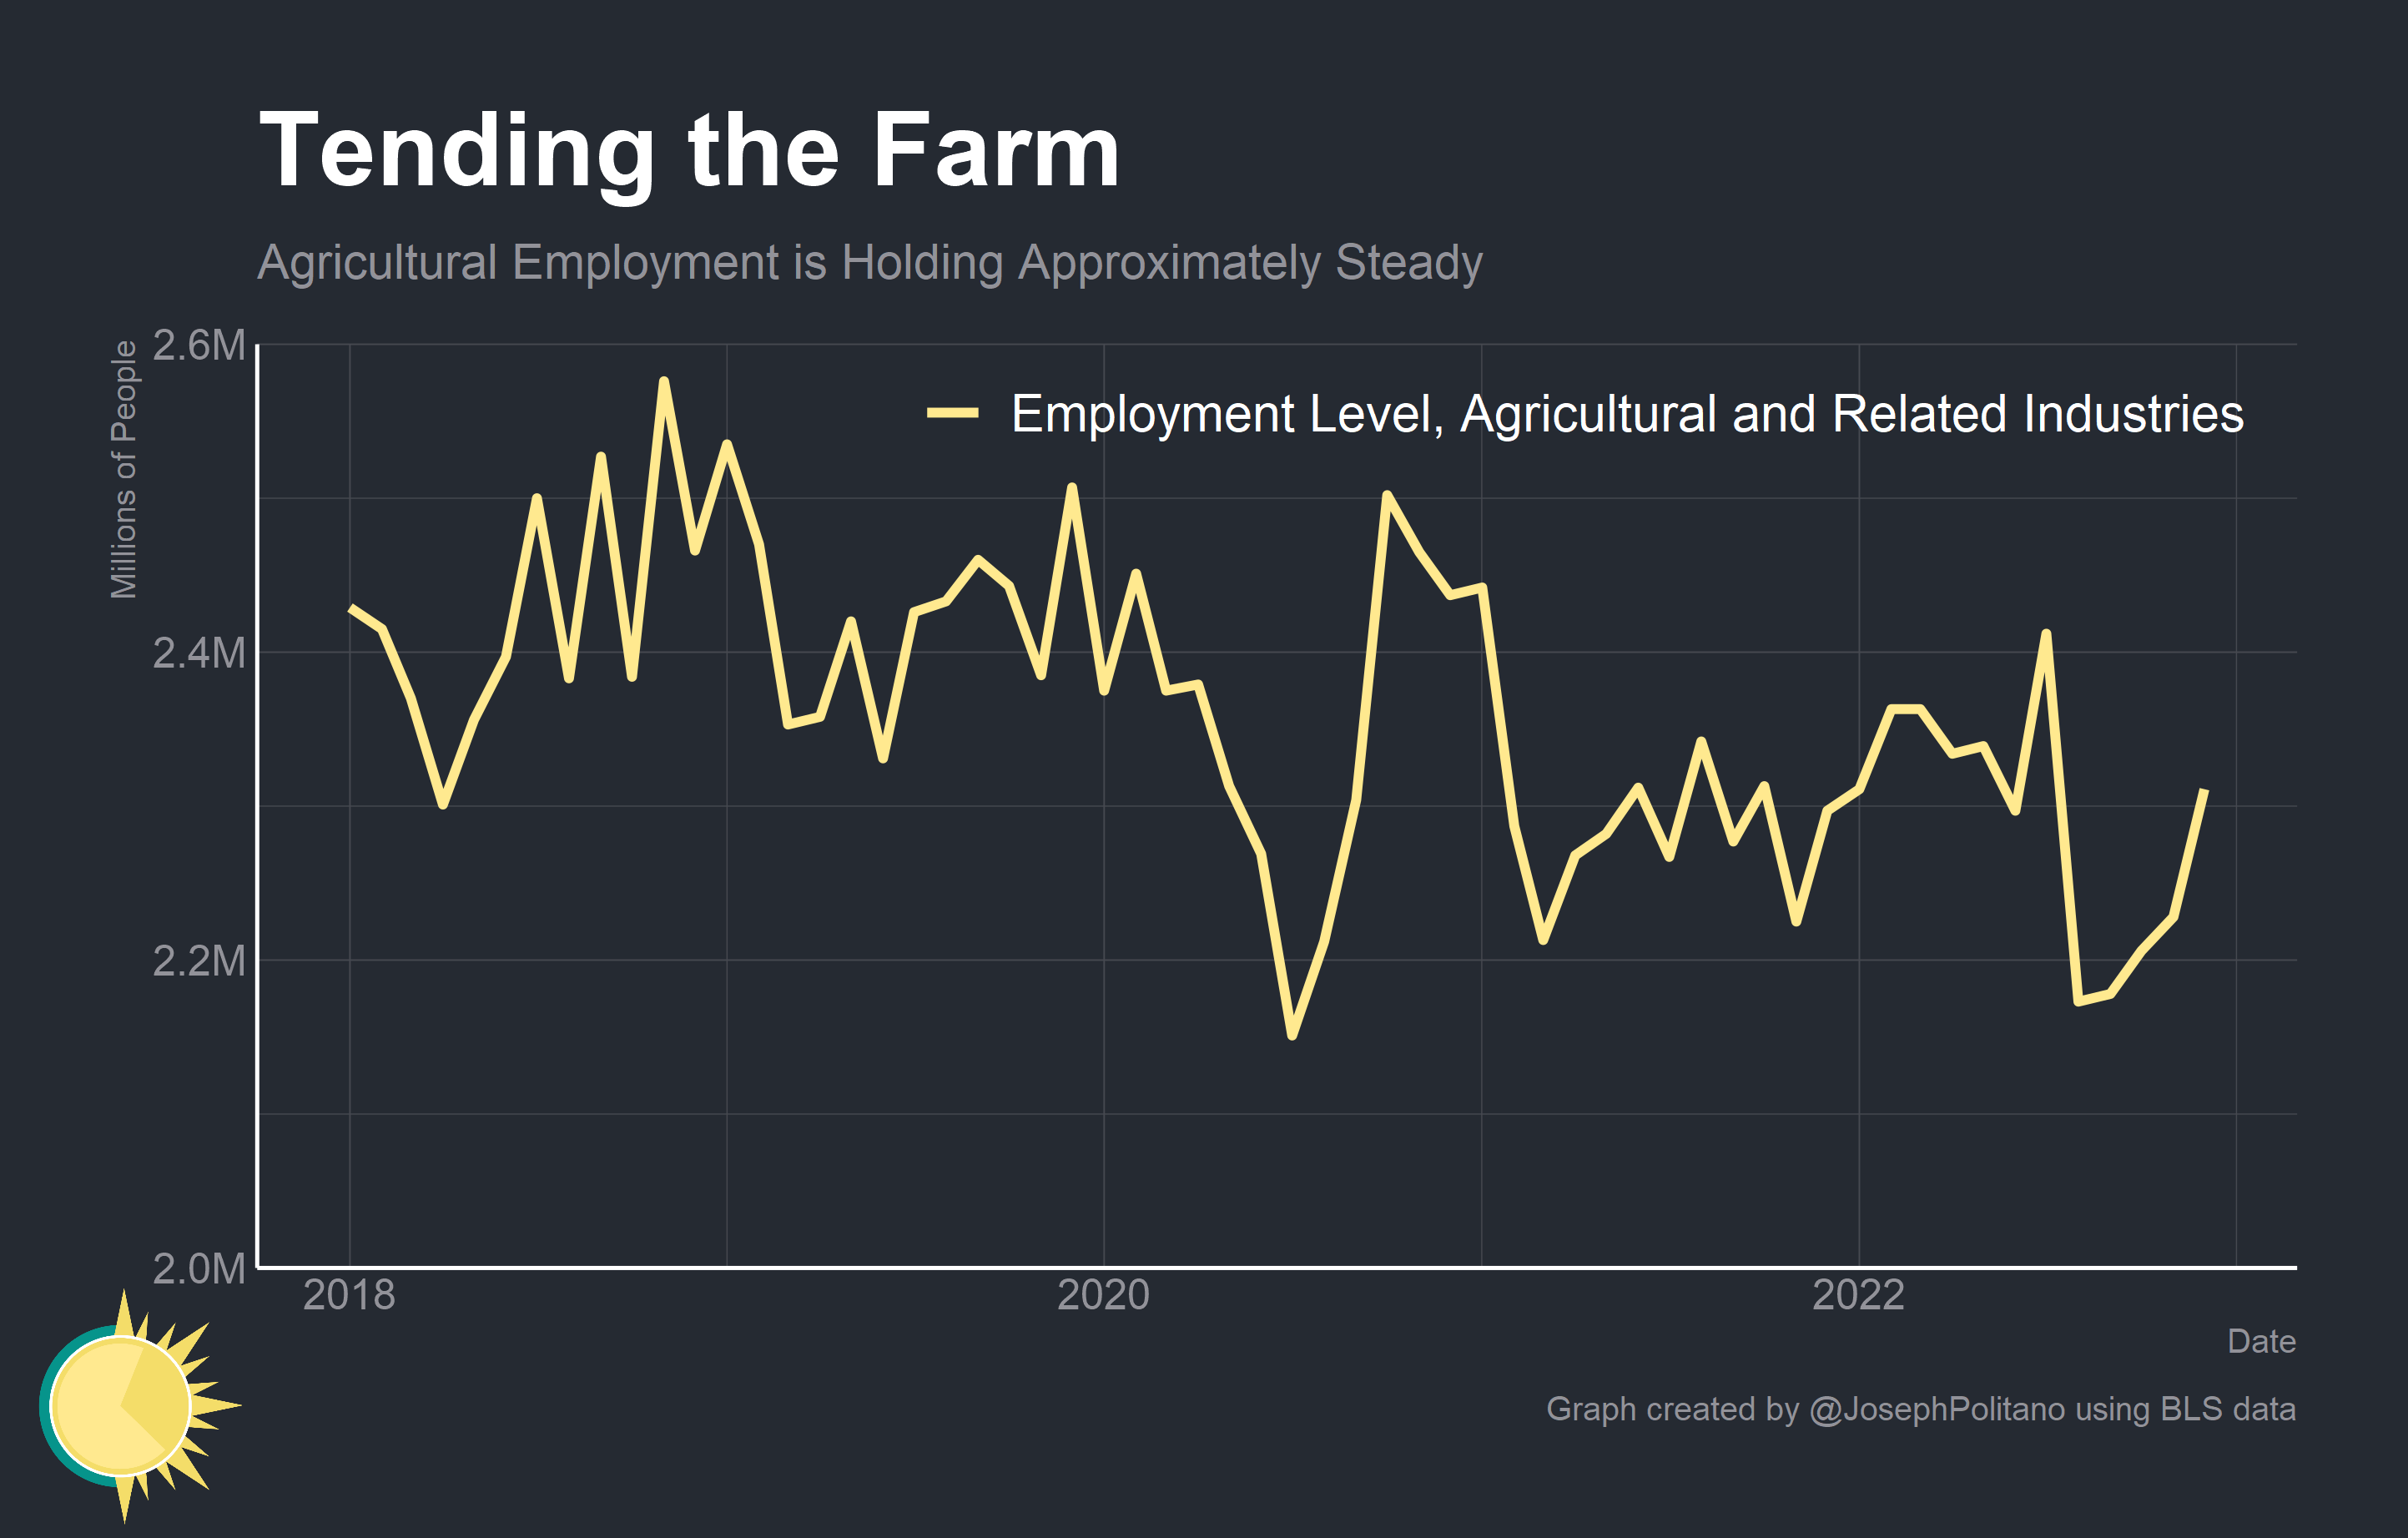 Tending the Farm
Agricultural Employment is Holding Approximately Steady
Millions of People
2.6M
Employment Level, Agricultural and Related Industries
2.4M
2.2M
2.0M
2018
2020
2022
Date
Graph created by @JosephPolitano using BLS data